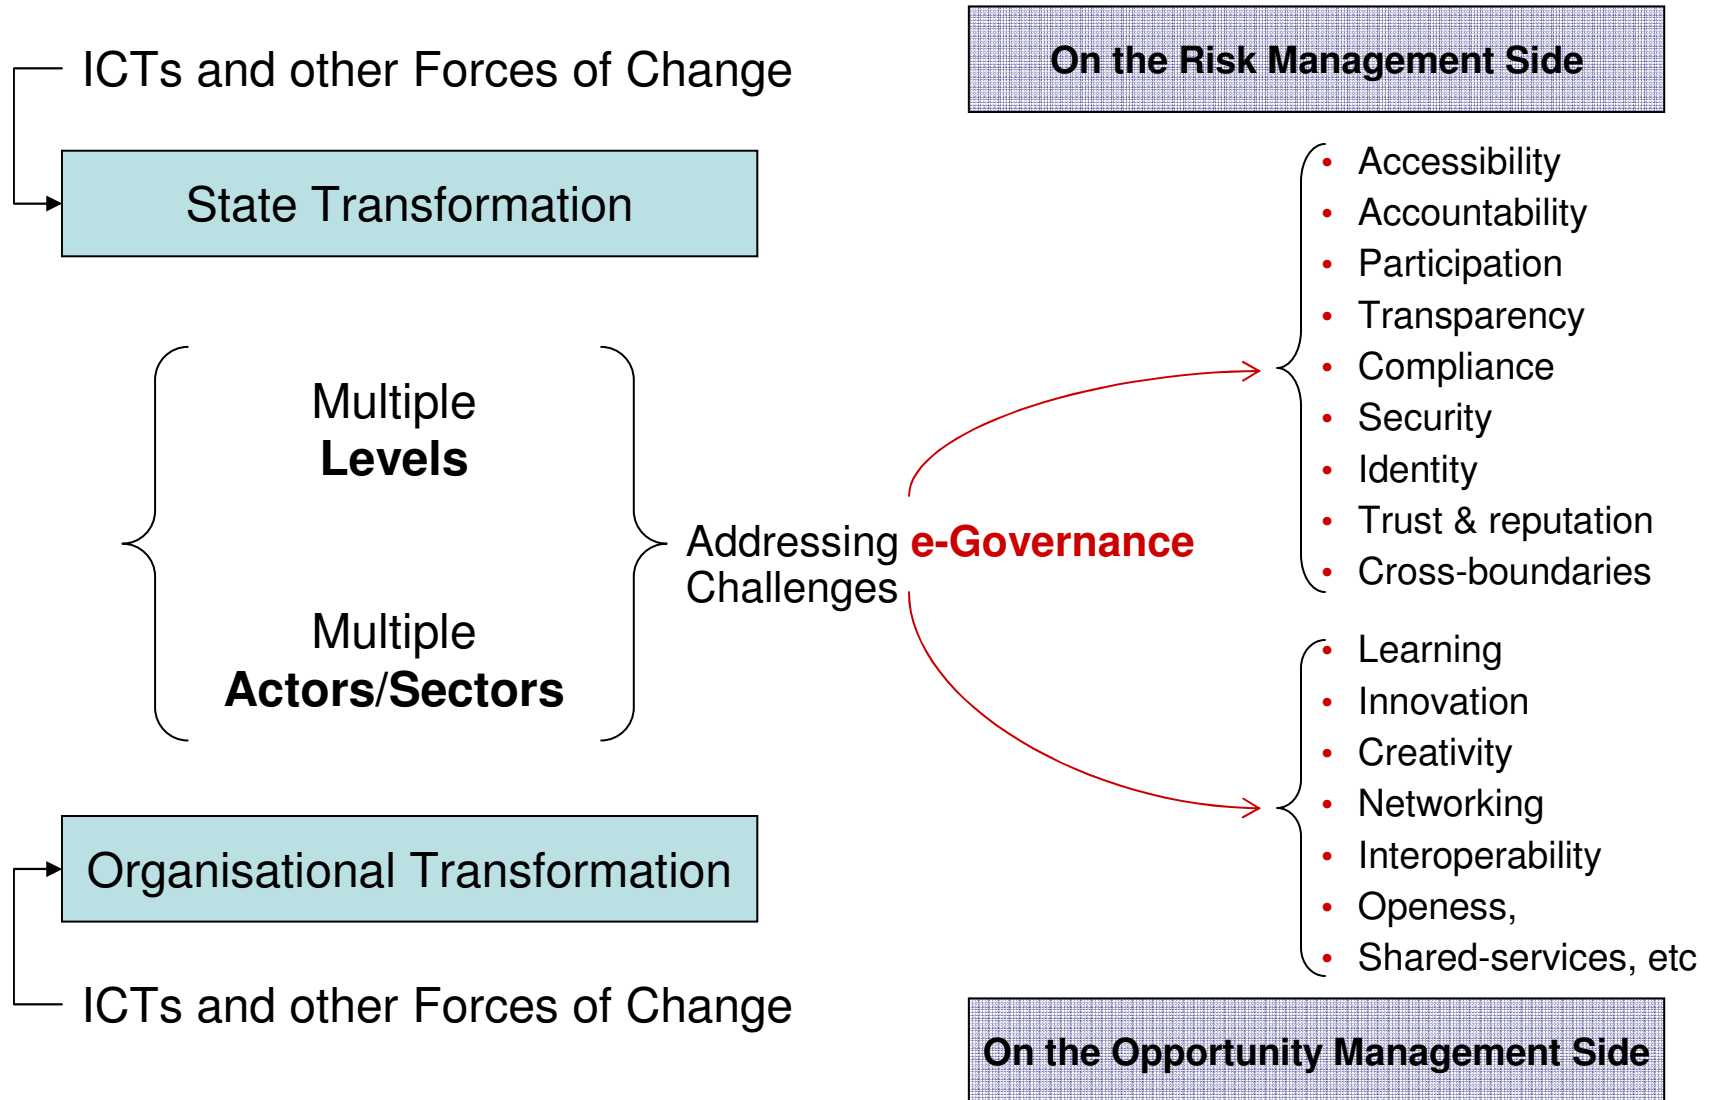 ICTs and other Forces of Change
State Transformation
Multiple
Levels
Multiple
Actors/Sectors
Organisational Transformation
ICTs and other Forces of Change
Addressing e-Governance
Challenges
On the Risk Management Side
• Accessibility
• Accountability
• Participation
• Transparency
• Compliance
• Security
• Identity
• Trust & reputation
• Cross-boundaries
• Learning
• Innovation
• Creativity
• Networking
• Interoperability
• Openess,
• Shared-services, etc
On the Opportunity Management Side